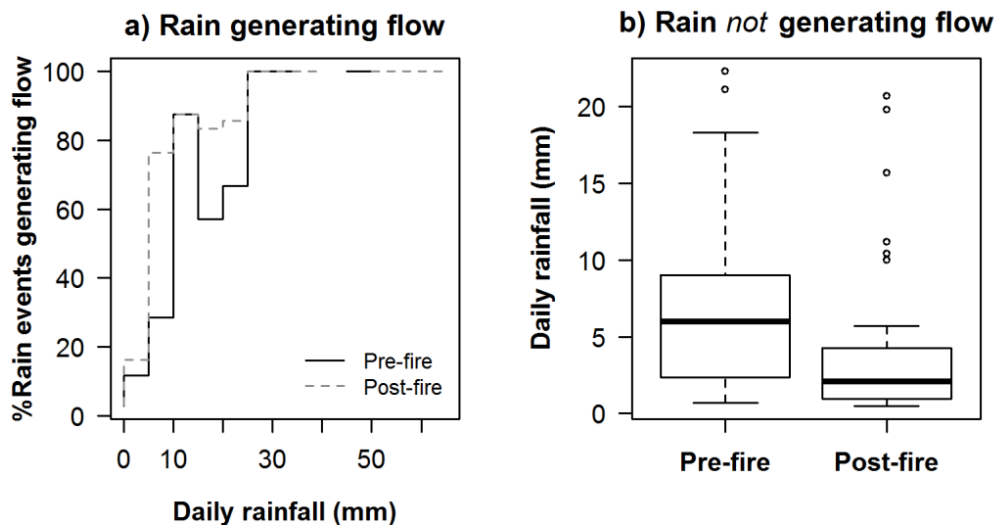 a) Rain generating flow
%Rain events generating flow
100
80
60
40
20
0
Pre-fire
Post-fire
0 10 30 50
Daily rainfall (mm)
b) Rain not generating flow
Daily rainfall (mm)
20
15
10
5
0
Pre-fire Post-fire